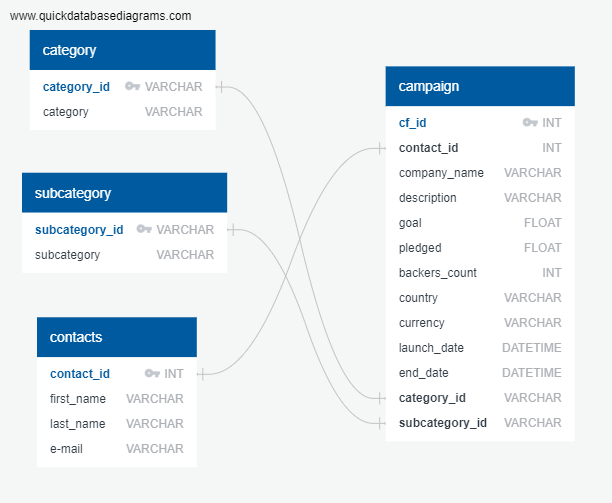 www.quickdatabasediagrams.com
category
category_id VARCHAR
category VARCHAR
subcategory
subcategory_id VARCHAR
subcategory VARCHAR
contacts
contact_id INT
first_name VARCHAR
last_name VARCHAR
e-mail VARCHAR
campaign
cf_id INT
contact_id INT
company_name VARCHAR
description VARCHAR
goal FLOAT
pledged FLOAT
backers_count INT
country VARCHAR
currency VARCHAR
launch_date DATETIME
end_date DATETIME
category_id VARCHAR
subcategory_id VARCHAR